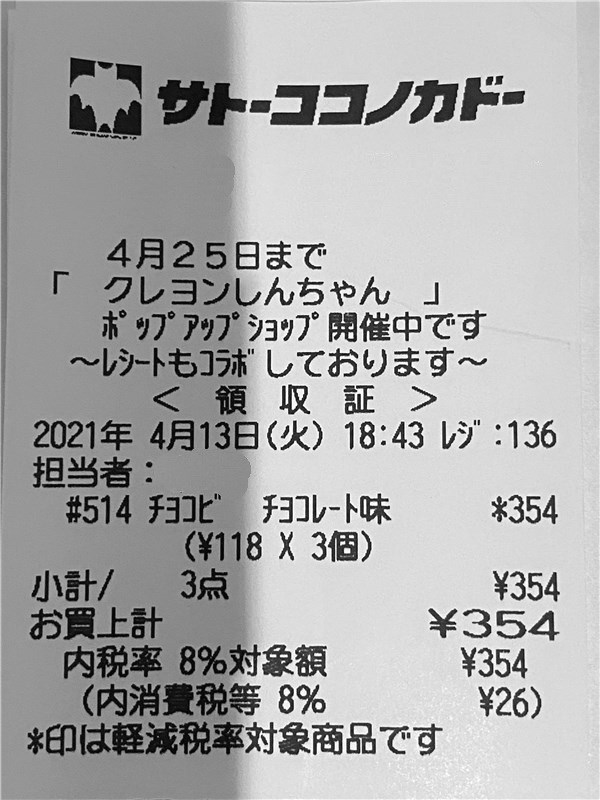 サトーココノカドー
4月25日まで
「 クレヨンしんちゃん 」
ﾎﾟｯﾌﾟｱｯﾌﾟｼｮｯﾌﾟ開催中です
～ﾚｼｰﾄもｺﾗﾎﾞしております～
＜ 領 収 証 ＞
2021年 4月13日(火) 18:43 ﾚｼﾞ:136
担当者：
#514 ﾁﾖｺﾋﾞ ﾁﾖｺﾚｰﾄ味 *354
(¥118 X 3個)
小計/ 3点 ¥354
お買上計 ¥354
内税率 8%対象額 ¥354
(内消費税等 8% ¥26)
*印は軽減税率対象商品です